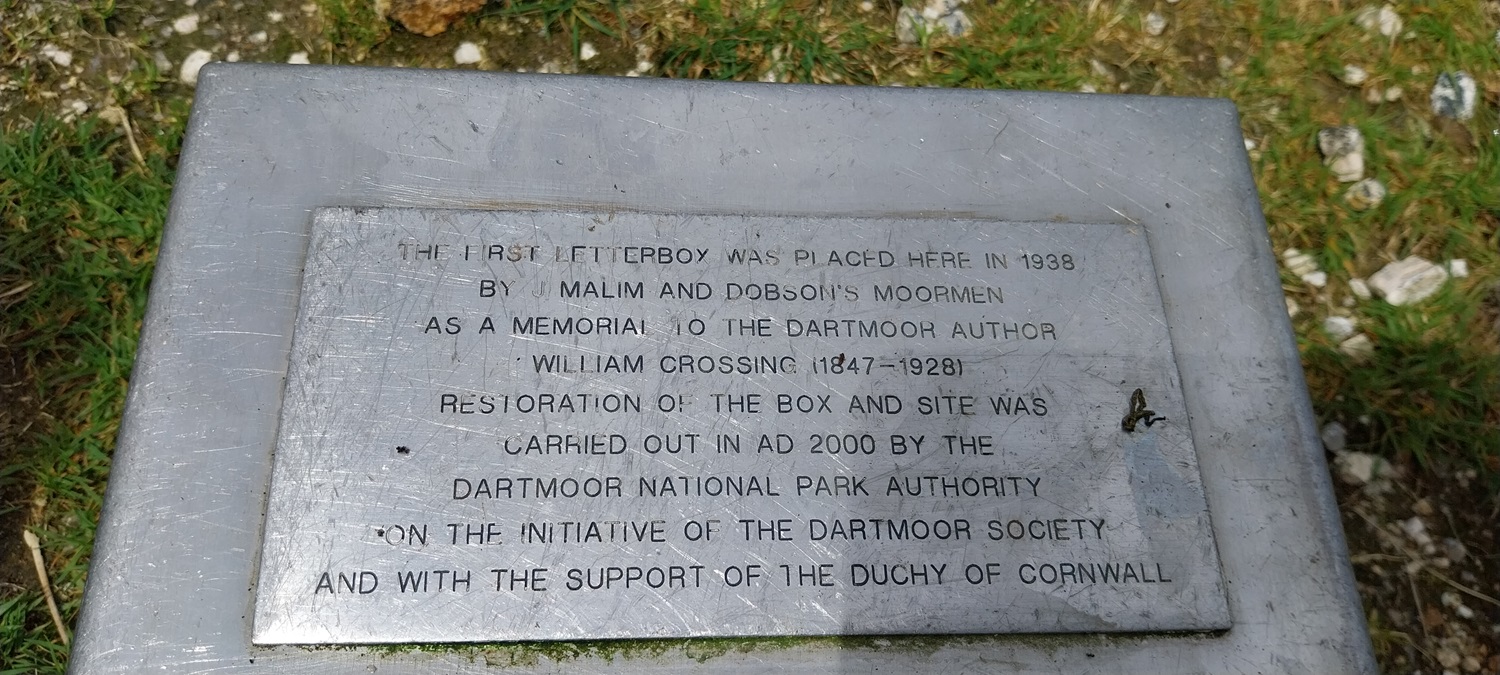 THE FIRST LETTERBOX WAS PLACED HERE IN 1938
BY J MALIM AND DOBSON'S MOORMEN
AS A MEMORIAL TO THE DARTMOOR AUTHOR
WILLIAM CROSSING (1847-1928)
RESTORATION OF THE BOX AND SITE WAS
CARRIED OUT IN AD 2000 BY THE
DARTMOOR NATIONAL PARK AUTHORITY
ON THE INITIATIVE OF THE DARTMOOR SOCIETY
AND WITH THE SUPPORT OF THE DUCHY OF CORNWALL